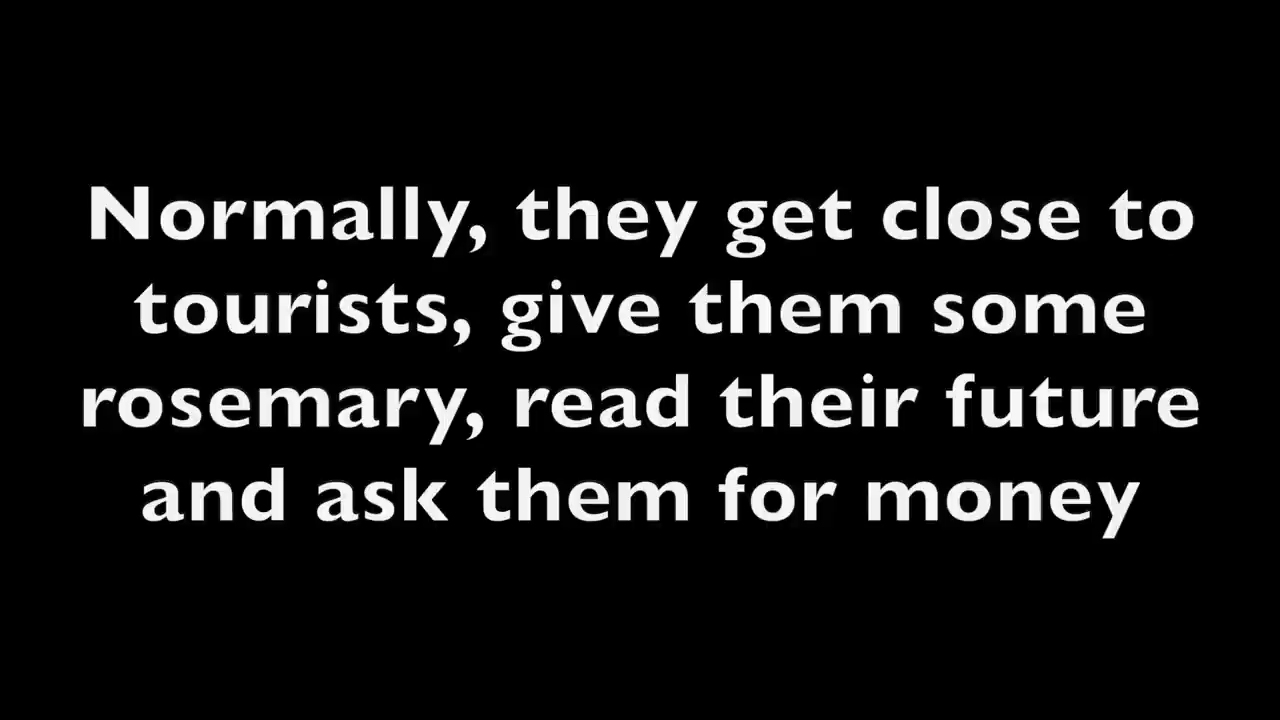 Normally, they get close to
tourists, give them some
rosemary, read their future
and ask them for money